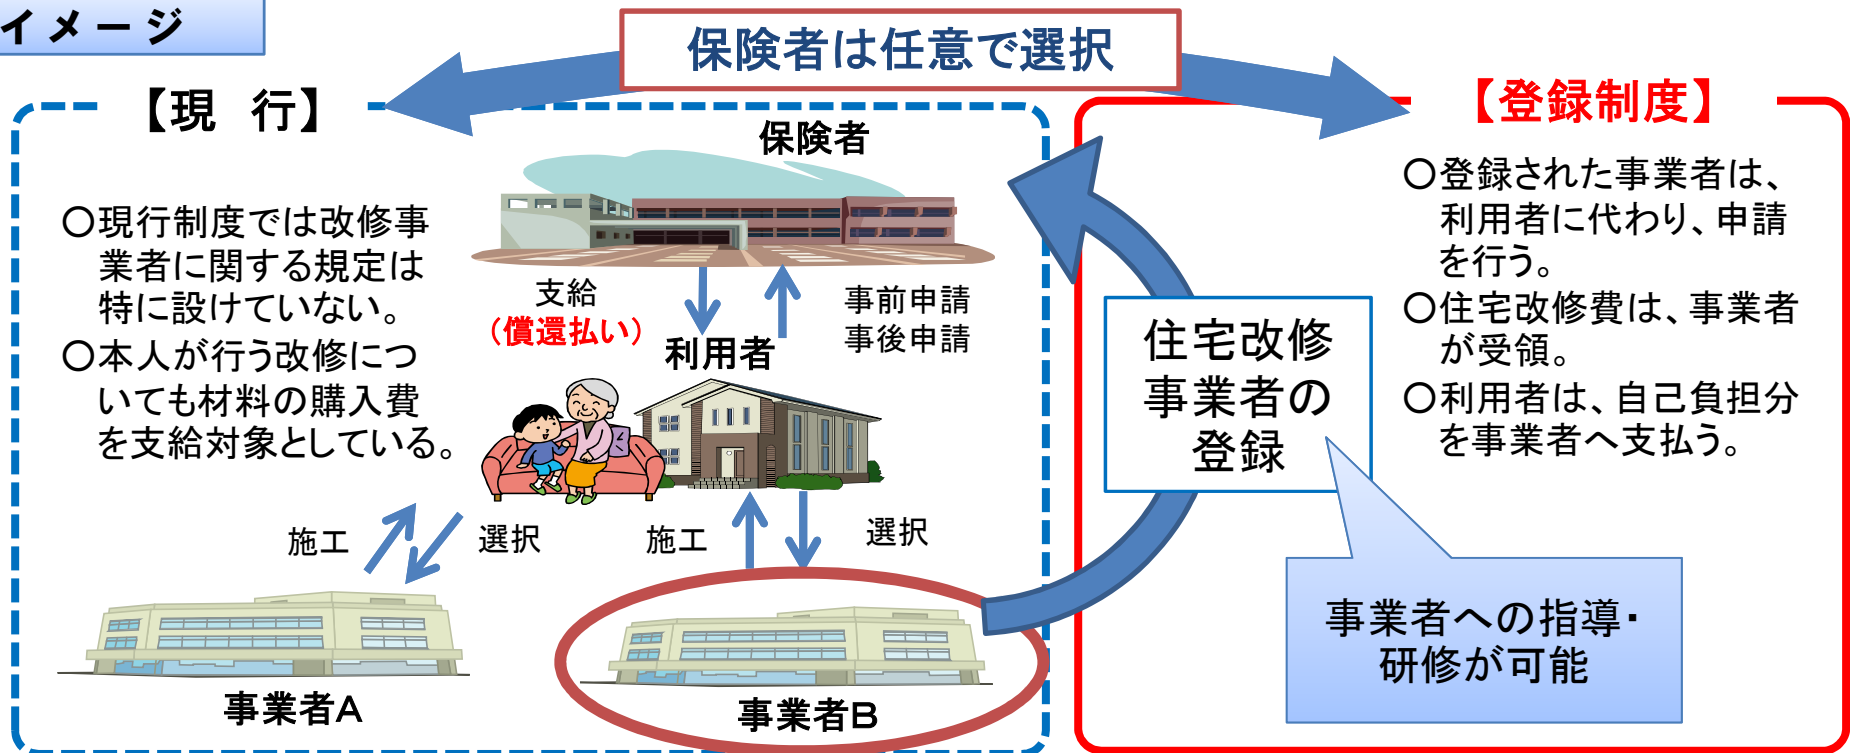 イメージ
保険者は任意で選択
【現　行】
○現行制度では改修事
業者に関する規定は
特に設けていない。
○本人が行う改修につ
いても材料の購入費
を支給対象としている。
保険者
支給
（償還払い）
事前申請
事後申請
利用者
施工
選択
施工
選択
事業者A
事業者B
住宅改修
事業者の
登録
【登録制度】
○登録された事業者は、
利用者に代わり、申請
を行う。
○住宅改修費は、事業者
が受領。
○利用者は、自己負担分
を事業者へ支払う。
事業者への指導・
研修が可能